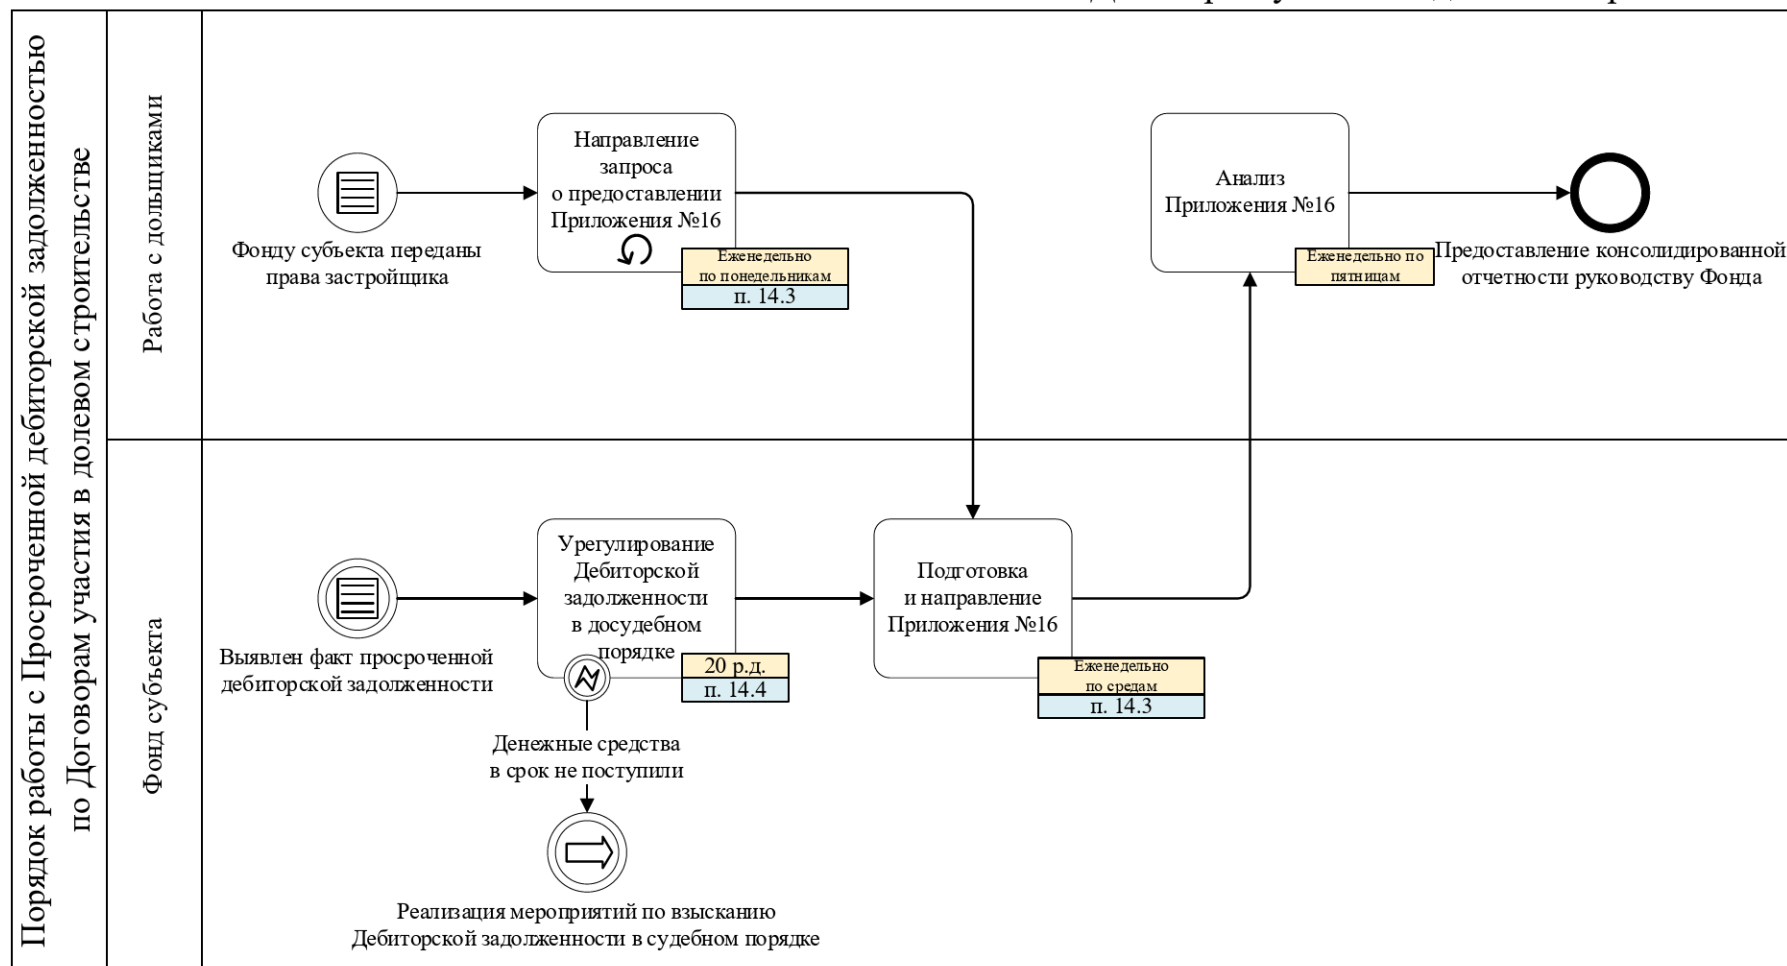 Порядок работы с Просроченной дебиторской задолженностью
по Договорам участия в долевом строительстве
Работа с дольщиками
Фонду субъекта переданы
права застройщика
Направление
запроса
о предоставлении
Приложения №16
Еженедельно
по понедельникам
п. 14.3
Анализ
Приложения №16
Еженедельно по
пятницам
Предоставление консолидированной
отчетности руководству Фонда
Фонд субъекта
Выявлен факт просроченной
дебиторской задолженности
Урегулирование
Дебиторской
задолженности
в досудебном
порядке
20 р.д.
п. 14.4
Подготовка
и направление
Приложения №16
Еженедельно
по средам
п. 14.3
Денежные средства
в срок не поступили
Реализация мероприятий по взысканию
Дебиторской задолженности в судебном порядке